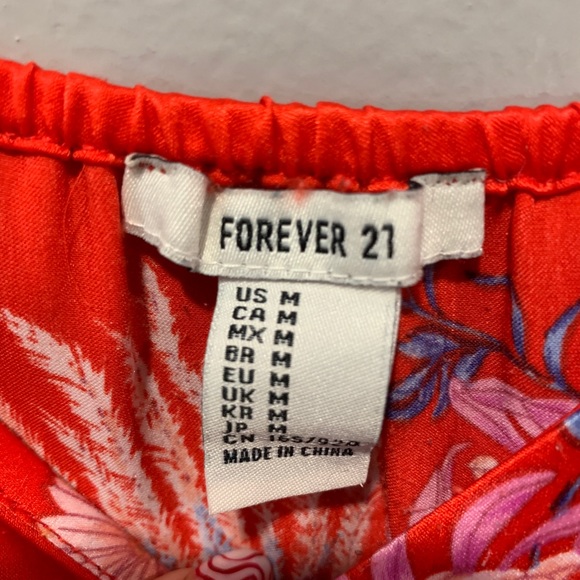 FOREVER 21
US M
CA M
MX M
BR M
EU M
UK M
KR M
JP M
CN
MADE IN CHINA